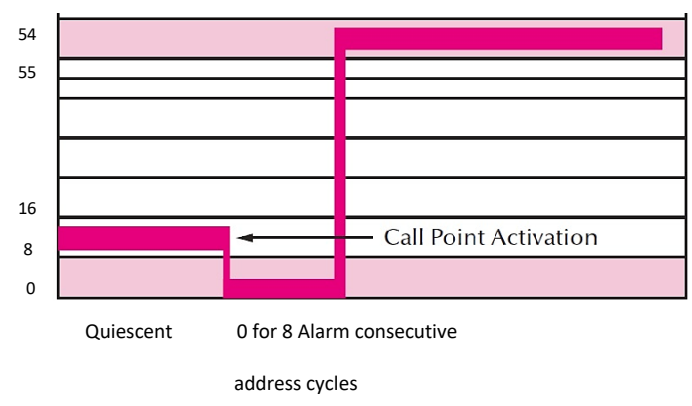 54
55
16
Call Point Activation
8
0
Quiescent 0 for 8 Alarm consecutive
address cycles